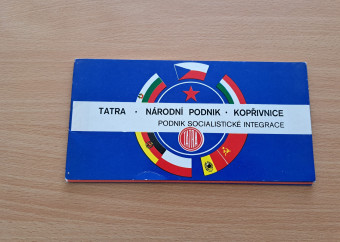 TATRA · NÁRODNÍ PODNIK · KOPŘIVNICE
PODNIK SOCIALISTICKÉ INTEGRACE
TATRA